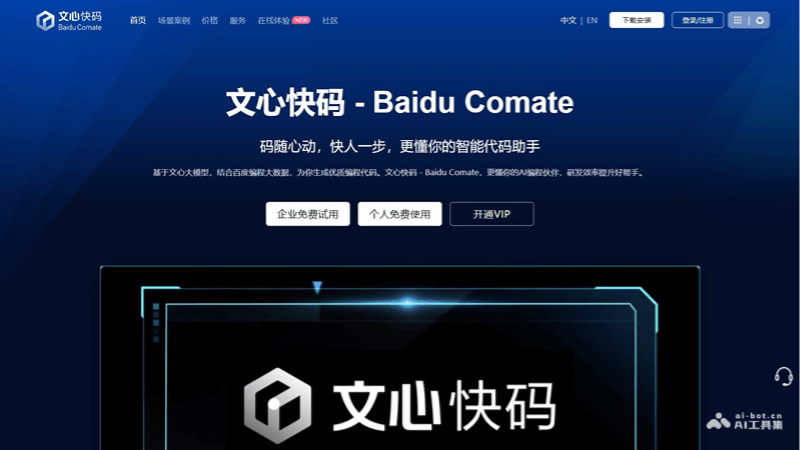 文心快码
Baidu Comate
首页 场景案例 价格 服务 在线体验 NEW 社区
中文 | EN 下载安装 登录/注册
文心快码 - Baidu Comate
码随心动，快人一步，更懂你的智能代码助手
基于文心大模型，结合百度编程大数据，为你生成优质编程代码。文心快码 - Baidu Comate，更懂你的AI编程伙伴，研发效率提升好帮手。
企业免费试用 个人免费使用 开通VIP
文心快码
ai-bot.cn
AI工具集